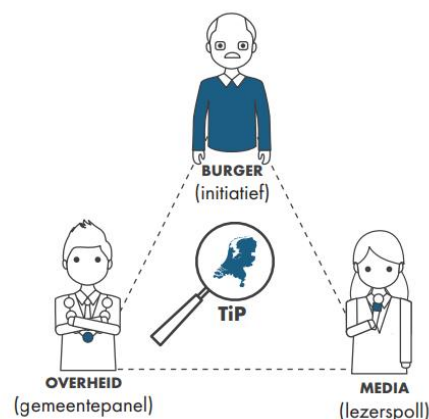 BURGER
(initiatief)
TiP
OVERHEID
(gemeentepanel)
MEDIA
(lezerspoll)